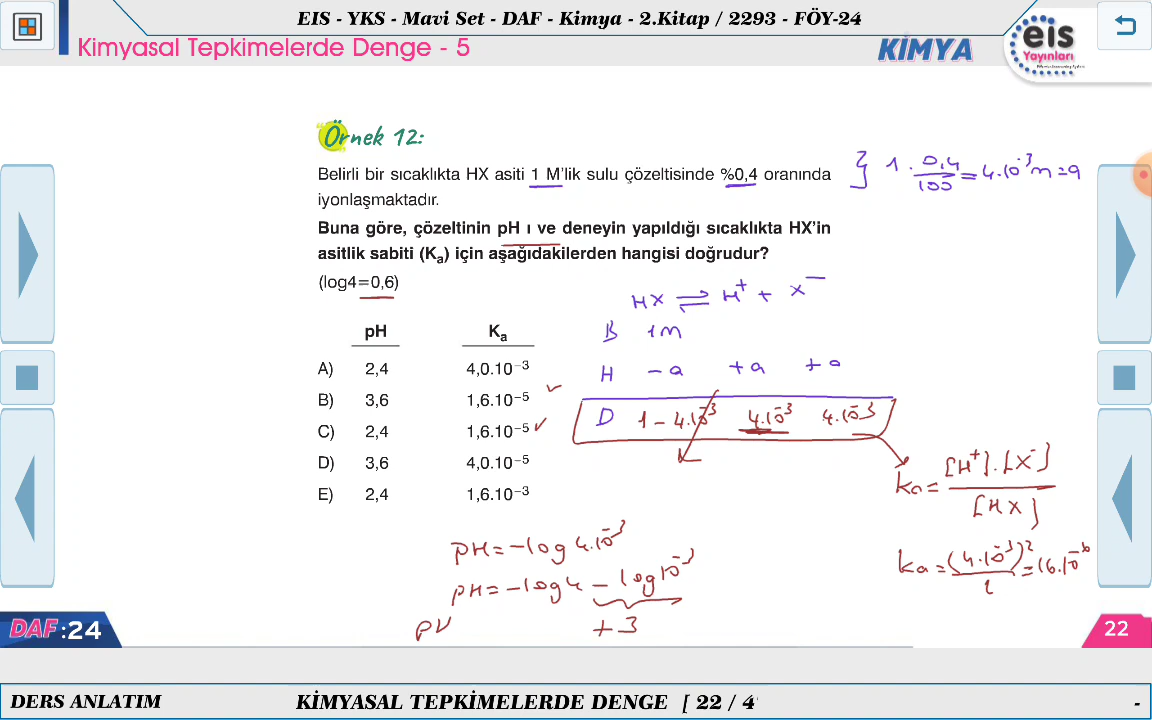 EIS - YKS - Mavi Set - DAF - Kimya - 2.Kitap / 2293 - FÖY-24
Kimyasal Tepkimelerde Denge - 5
KİMYA
eis
Yayınları
Örnek 12:
Belirli bir sıcaklıkta HX asiti 1 M'lik sulu çözeltisinde %0,4 oranında
iyonlaşmaktadır.
} 1 . 0,4/100 = 4.10⁻³ m = a
Buna göre, çözeltinin pH ı ve deneyin yapıldığı sıcaklıkta HX'in
asitlik sabiti (Kₐ) için aşağıdakilerden hangisi doğrudur?
(log4=0,6)
HX ⇌ H⁺ + X⁻
B 1m
H -a +a +a
D 1 - 4.10⁻³ 4.10⁻³ 4.10⁻³
pH Kₐ
A) 2,4 4,0.10⁻³
B) 3,6 1,6.10⁻⁵
C) 2,4 1,6.10⁻⁵
D) 3,6 4,0.10⁻⁵
E) 2,4 1,6.10⁻³
ka = [H⁺].[X⁻]/[HX]
ka = (4.10⁻³)²/1 = 16.10⁻⁶
pH = -log 4.10⁻³
pH = -log4 - log10⁻³
pH +3
DAF:24
22
DERS ANLATIM
KİMYASAL TEPKİMELERDE DENGE [ 22 / 4
-